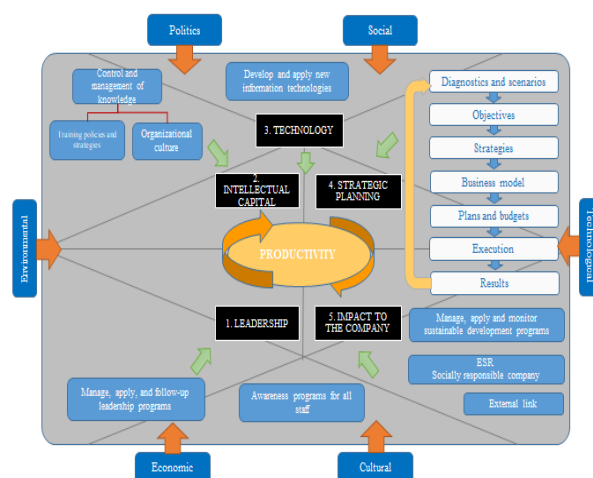 Politics
Social
Control and
management of
knowledge
Training policies and
strategies
Organizational
culture
Develop and apply new
information technologies
3. TECHNOLOGY
2.
INTELLECTUAL
CAPITAL
4. STRATEGIC
PLANNING
PRODUCTIVITY
1. LEADERSHIP
5. IMPACT TO
THE COMPANY
Diagnostics and scenarios
Objectives
Strategies
Business model
Plans and budgets
Execution
Results
Environmental
Manage, apply and monitor
sustainable development programs
ESR
Socially responsible company
External link
Manage, apply, and follow-up
leadership programs
Awareness programs for all
staff
Economic
Cultural